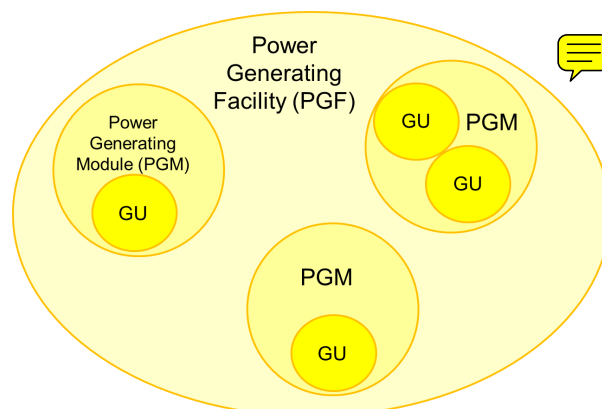 Power
Generating
Facility (PGF)
Power
Generating
Module (PGM)
GU
GU
PGM
GU
PGM
GU